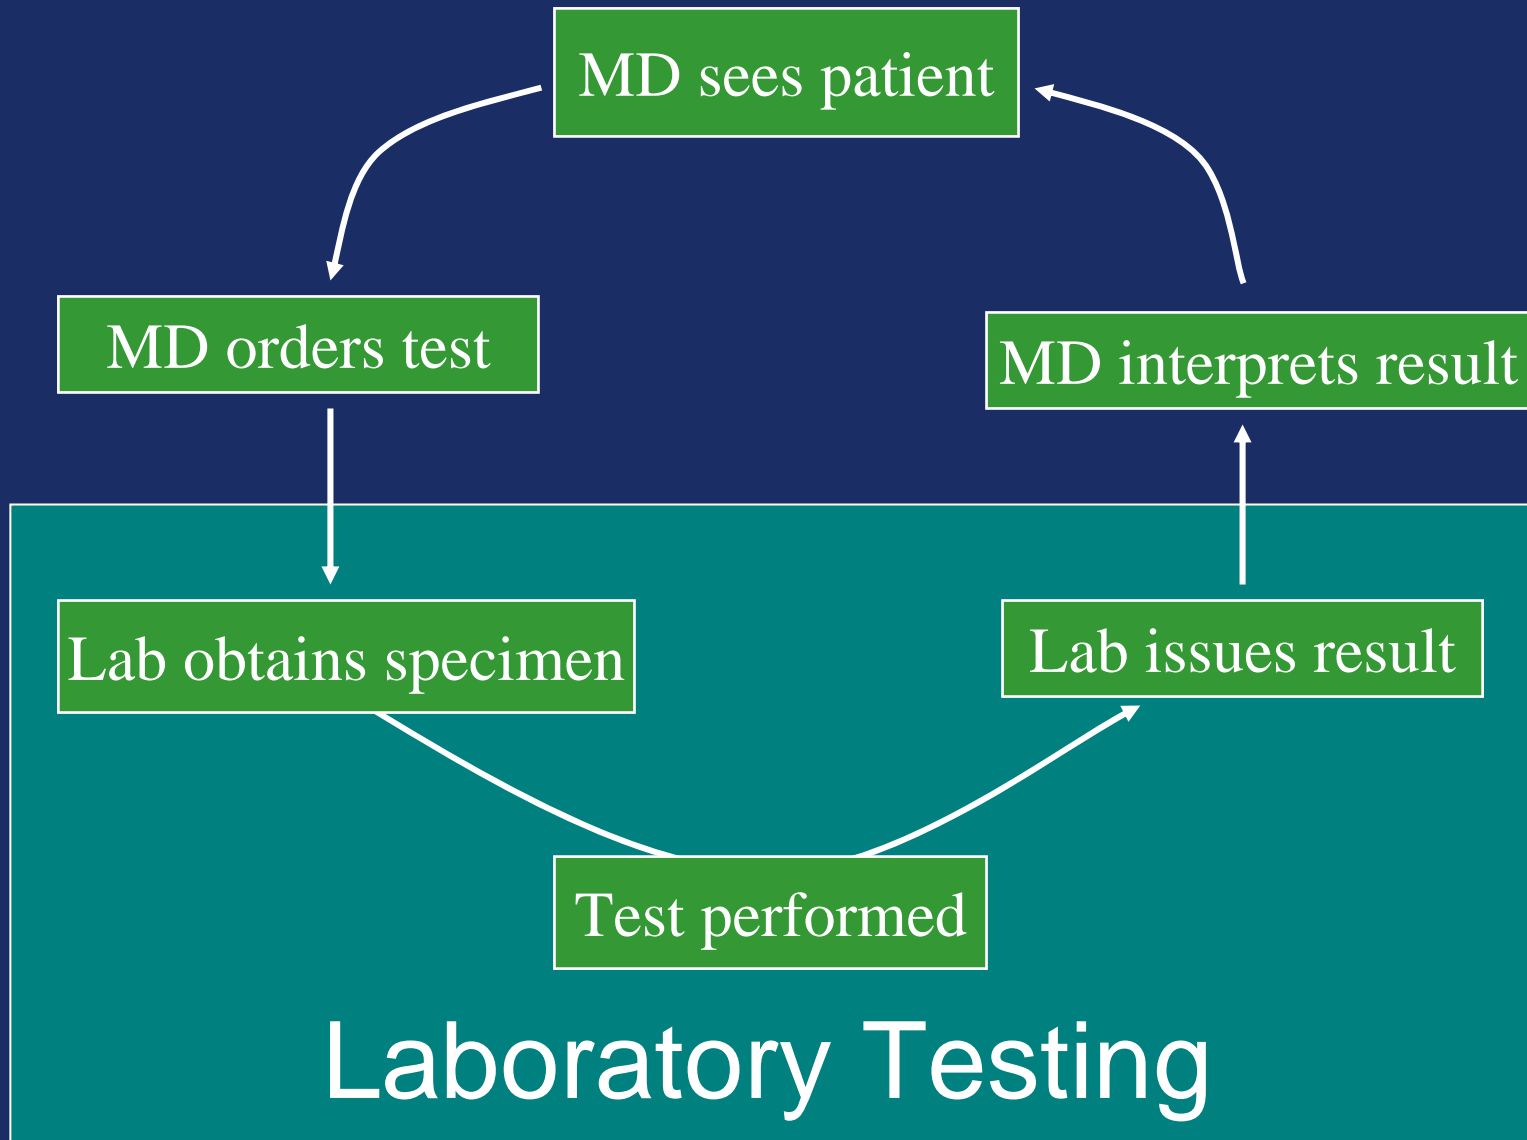 MD sees patient
MD orders test
MD interprets result
Lab obtains specimen
Lab issues result
Test performed
Laboratory Testing